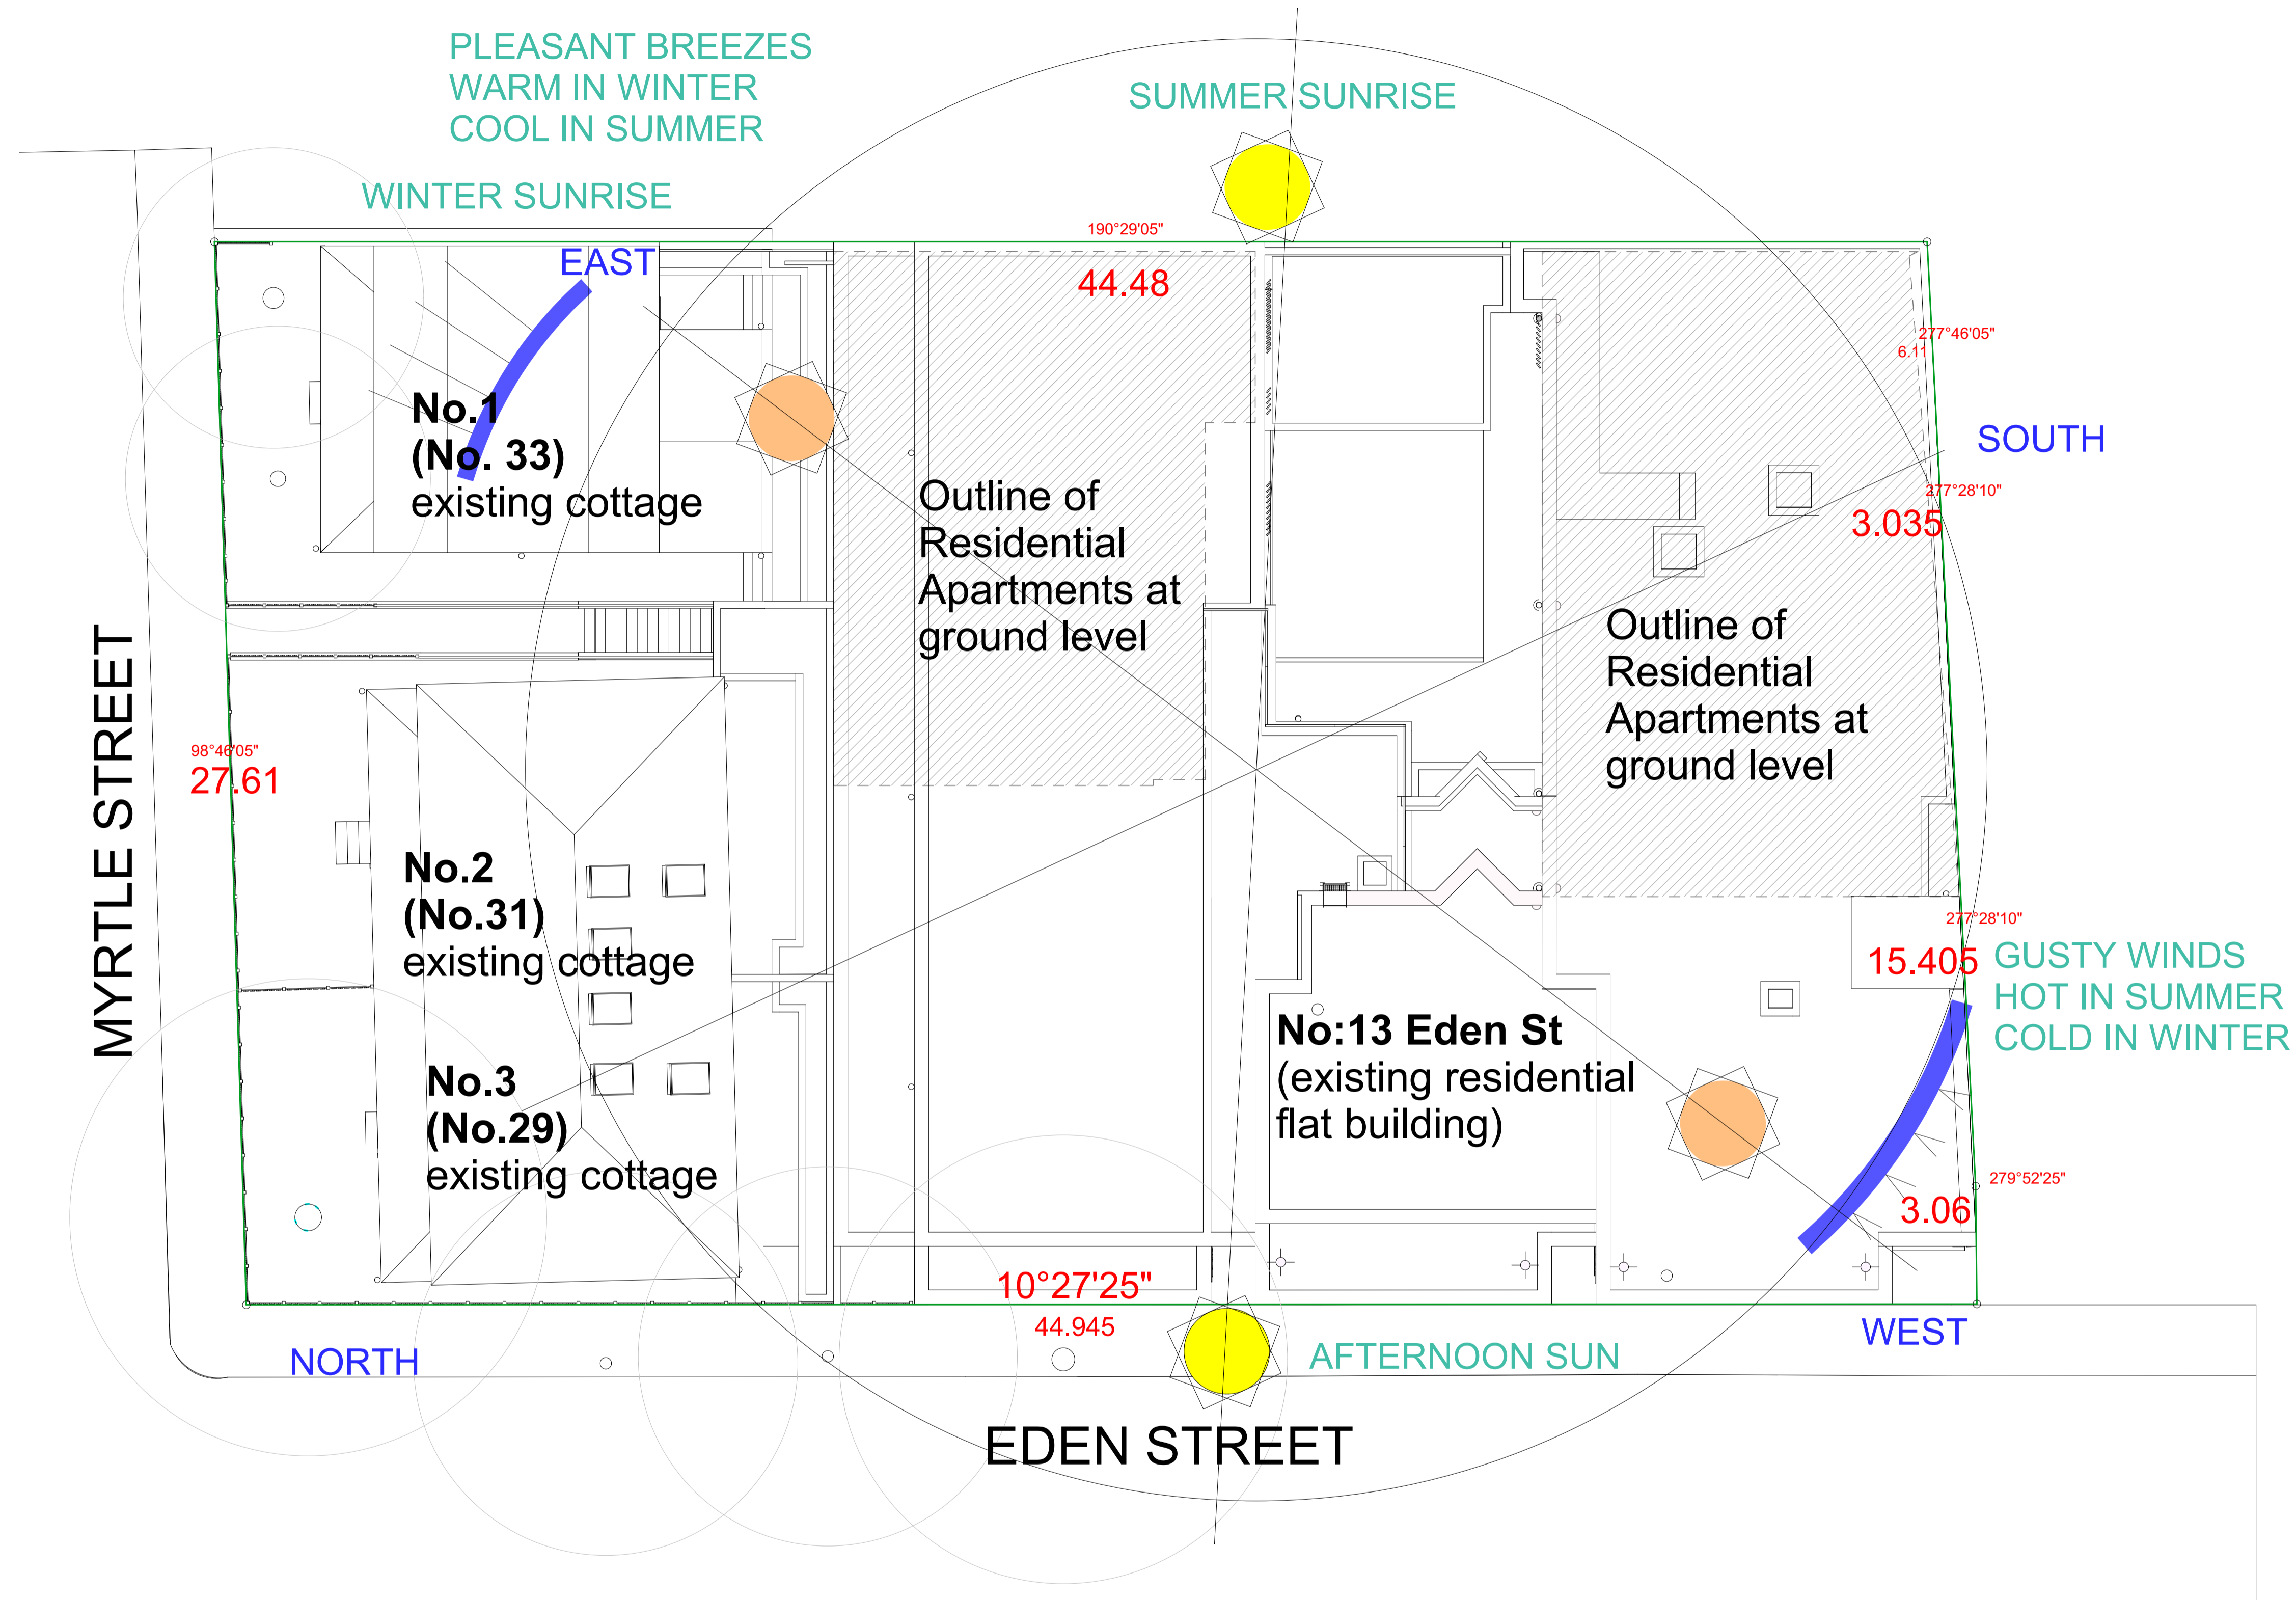 PLEASANT BREEZES
WARM IN WINTER
COOL IN SUMMER
SUMMER SUNRISE
WINTER SUNRISE
190°29'05"
44.48
EAST
277°46'05"
6.11
SOUTH
277°28'10"
3.035
No.1
(No. 33)
existing cottage
Outline of
Residential
Apartments at
ground level
Outline of
Residential
Apartments at
ground level
MYRTLE STREET
98°46'05"
27.61
No.2
(No.31)
existing cottage
277°28'10"
15.405
GUSTY WINDS
HOT IN SUMMER
COLD IN WINTER
No:13 Eden St
(existing residential
flat building)
No.3
(No.29)
existing cottage
279°52'25"
3.06
10°27'25"
44.945
NORTH
AFTERNOON SUN
WEST
EDEN STREET